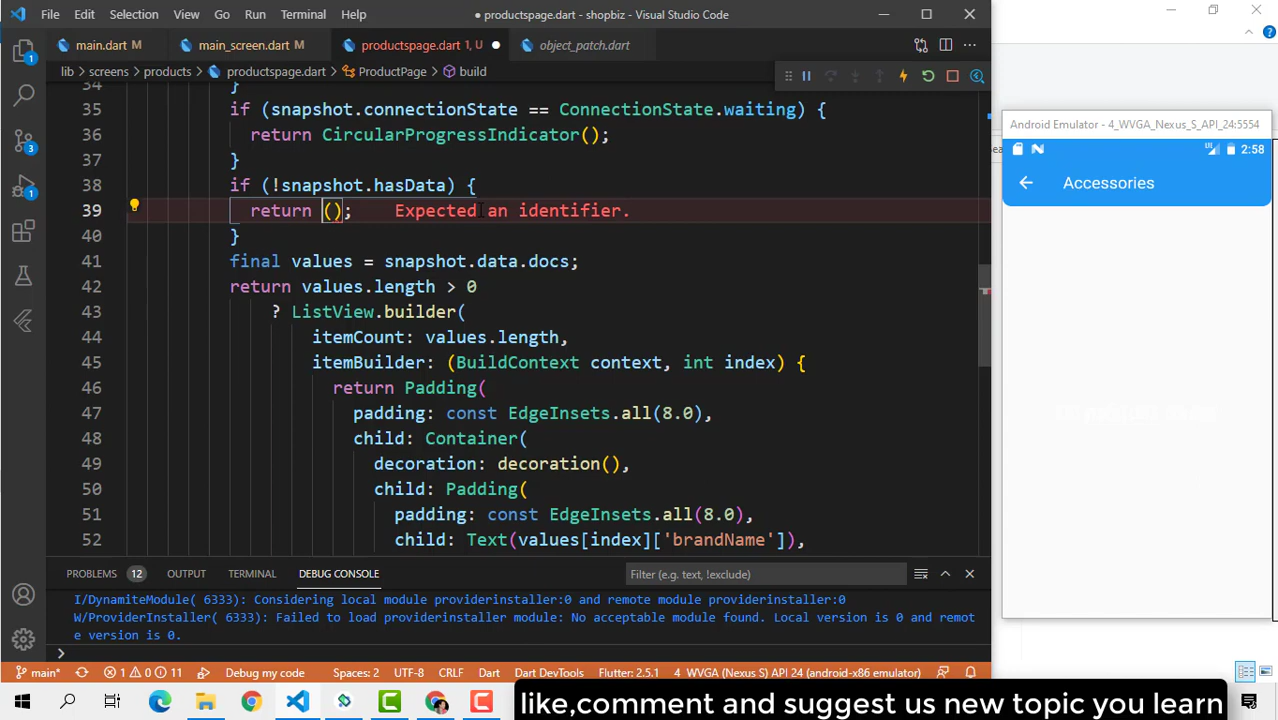 File Edit Selection View Go Run Terminal Help
● productspage.dart - shopbiz - Visual Studio Code
main.dart M
main_screen.dart M
productspage.dart 1, U ●
object_patch.dart
lib > screens > products > productspage.dart > ProductPage > build
34 }
35 if (snapshot.connectionState == ConnectionState.waiting) {
36 return CircularProgressIndicator();
37 }
38 if (!snapshot.hasData) {
39 return (); Expected an identifier.
40 }
41 final values = snapshot.data.docs;
42 return values.length > 0
43 ? ListView.builder(
44 itemCount: values.length,
45 itemBuilder: (BuildContext context, int index) {
46 return Padding(
47 padding: const EdgeInsets.all(8.0),
48 child: Container(
49 decoration: decoration(),
50 child: Padding(
51 padding: const EdgeInsets.all(8.0),
52 child: Text(values[index]['brandName']),
PROBLEMS 12 OUTPUT TERMINAL DEBUG CONSOLE
Filter (e.g. text, !exclude)
I/DynamiteModule( 6333): Considering local module providerinstaller:0 and remote module providerinstaller:0
W/ProviderInstaller( 6333): Failed to load providerinstaller module: No acceptable module found. Local version is 0 and remot
e version is 0.
>
main* 1 0 11 Debug my code Spaces: 2 UTF-8 CRLF Dart Dart DevTools Flutter: 2.5.1 4_WVGA (Nexus S) API 24 (android-x86 emulator)
1
3
1
Android Emulator - 4_WVGA_Nexus_S_API_24:5554
2:58
Accessories
like,comment and suggest us new topic you learn